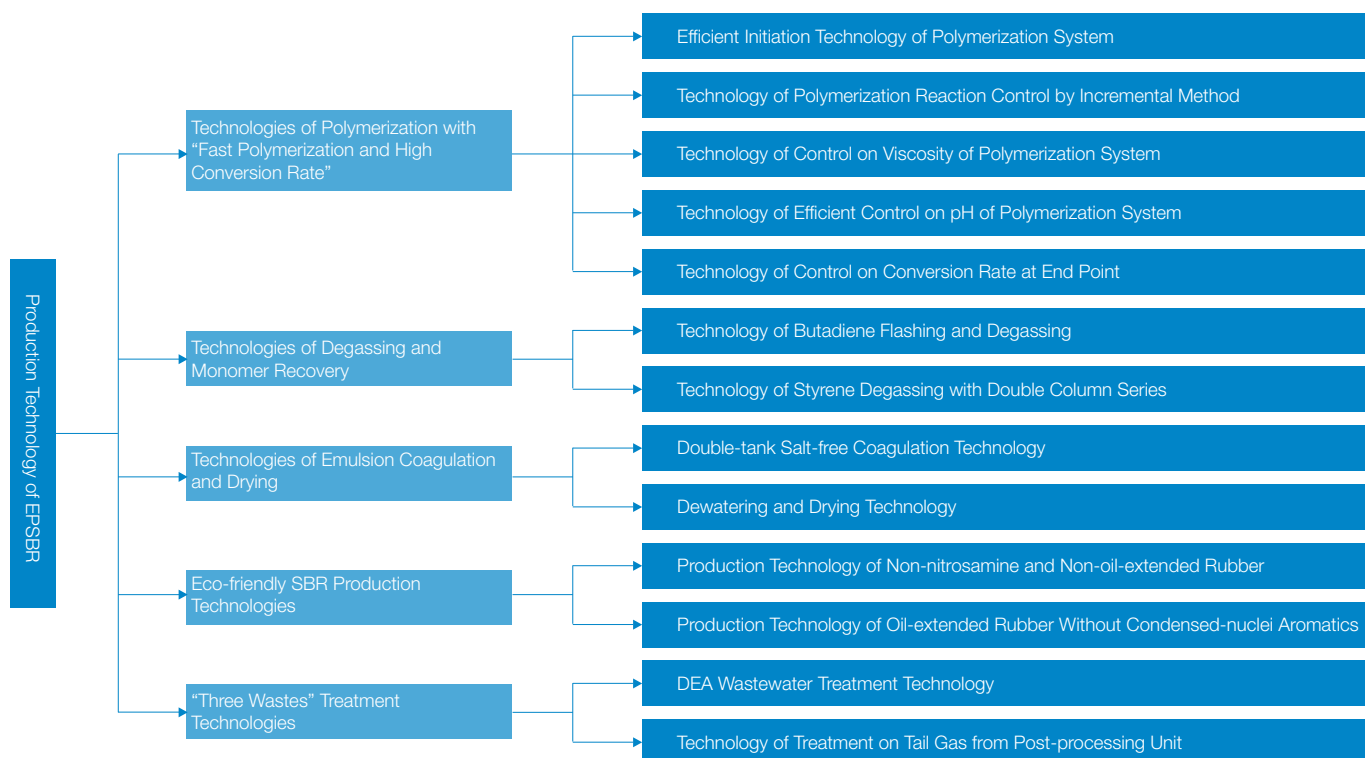 Production Technology of EPSBR
Technologies of Polymerization with
“Fast Polymerization and High
Conversion Rate”
Efficient Initiation Technology of Polymerization System
Technology of Polymerization Reaction Control by Incremental Method
Technology of Control on Viscosity of Polymerization System
Technology of Efficient Control on pH of Polymerization System
Technology of Control on Conversion Rate at End Point
Technologies of Degassing and
Monomer Recovery
Technology of Butadiene Flashing and Degassing
Technology of Styrene Degassing with Double Column Series
Technologies of Emulsion Coagulation
and Drying
Double-tank Salt-free Coagulation Technology
Dewatering and Drying Technology
Eco-friendly SBR Production
Technologies
Production Technology of Non-nitrosamine and Non-oil-extended Rubber
Production Technology of Oil-extended Rubber Without Condensed-nuclei Aromatics
“Three Wastes” Treatment
Technologies
DEA Wastewater Treatment Technology
Technology of Treatment on Tail Gas from Post-processing Unit